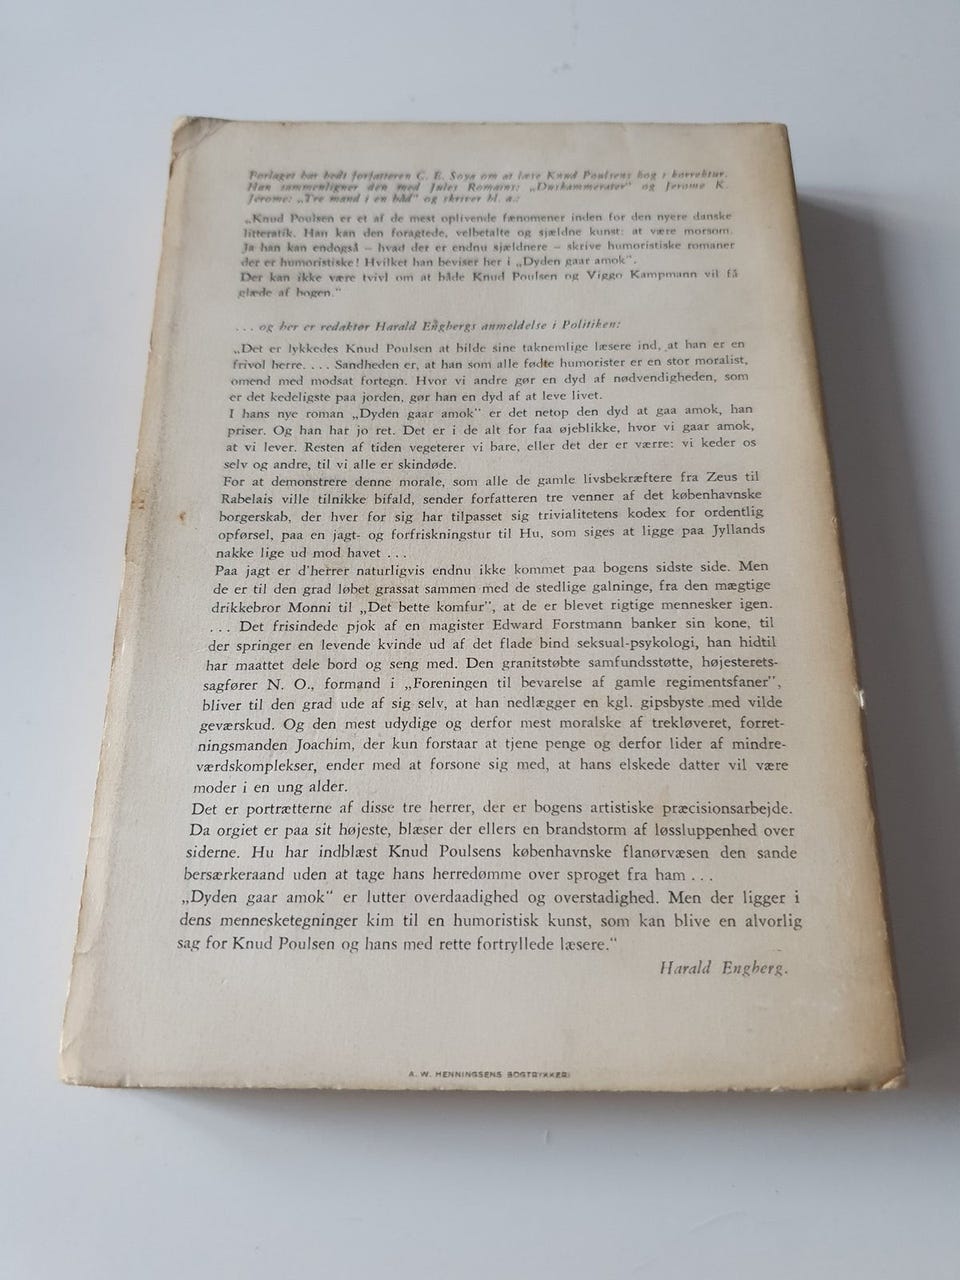 Forlaget har bedt forfatteren C. E. Soya om at læse Knud Poulsens bog i korrektur.
Han sammenligner den med Jules Romains: „Duskammerater" og Jerome K.
Jerome: „Tre mand i en båd" og skriver bl. a.:
„Knud Poulsen er et af de mest oplivende fænomener inden for den nyere danske
litteratik. Han kan den foragtede, velbetalte og sjældne kunst: at være morsom.
Ja han kan endogså – hvad der er endnu sjældnere – skrive humoristiske romaner
der er humoristiske! Hvilket han beviser her i „Dyden gaar amok".
Der kan ikke være tvivl om at både Knud Poulsen og Viggo Kampmann vil få
glæde af bogen."
... og her er redaktør Harald Engbergs anmeldelse i Politiken:
„Det er lykkedes Knud Poulsen at bilde sine taknemlige læsere ind, at han er en
frivol herre. . . . Sandheden er, at han som alle fødte humorister er en stor moralist,
omend med modsat fortegn. Hvor vi andre gør en dyd af nødvendigheden, som
er det kedeligste paa jorden, gør han en dyd af at leve livet.
I hans nye roman „Dyden gaar amok" er det netop den dyd at gaa amok, han
priser. Og han har jo ret. Det er i de alt for faa øjeblikke, hvor vi gaar amok,
at vi lever. Resten af tiden vegeterer vi bare, eller det der er værre: vi keder os
selv og andre, til vi alle er skindøde.
For at demonstrere denne morale, som alle de gamle livsbekræftere fra Zeus til
Rabelais ville tilnikke bifald, sender forfatteren tre venner af det københavnske
borgerskab, der hver for sig har tilpasset sig trivialitetens kodex for ordentlig
opførsel, paa en jagt- og forfriskningstur til Hu, som siges at ligge paa Jyllands
nakke lige ud mod havet . . .
Paa jagt er d'herrer naturligvis endnu ikke kommet paa bogens sidste side. Men
de er til den grad løbet grassat sammen med de stedlige galninge, fra den mægtige
drikkebror Monni til „Det bette komfur", at de er blevet rigtige mennesker igen.
. . . Det frisindede pjok af en magister Edward Forstmann banker sin kone, til
der springer en levende kvinde ud af det flade bind seksual-psykologi, han hidtil
har maattet dele bord og seng med. Den granitstøbte samfundsstøtte, højesterets-
sagfører N. O., formand i „Foreningen til bevarelse af gamle regimentsfaner",
bliver til den grad ude af sig selv, at han nedlægger en kgl. gipsbyste med vilde
geværskud. Og den mest udydige og derfor mest moralske af trekløveret, forret-
ningsmanden Joachim, der kun forstaar at tjene penge og derfor lider af mindre-
værdskomplekser, ender med at forsone sig med, at hans elskede datter vil være
moder i en ung alder.
Det er portrætterne af disse tre herrer, der er bogens artistiske præcisionsarbejde.
Da orgiet er paa sit højeste, blæser der ellers en brandstorm af løssluppenhed over
siderne. Hu har indblæst Knud Poulsens københavnske flanørvæsen den sande
bersærkeraand uden at tage hans herredømme over sproget fra ham . . .
„Dyden gaar amok" er lutter overdaadighed og overstadighed. Men der ligger i
dens mennesketegninger kim til en humoristisk kunst, som kan blive en alvorlig
sag for Knud Poulsen og hans med rette fortryllede læsere."
Harald Engberg.
A. W. HENNINGSENS BOGTRYKKERI